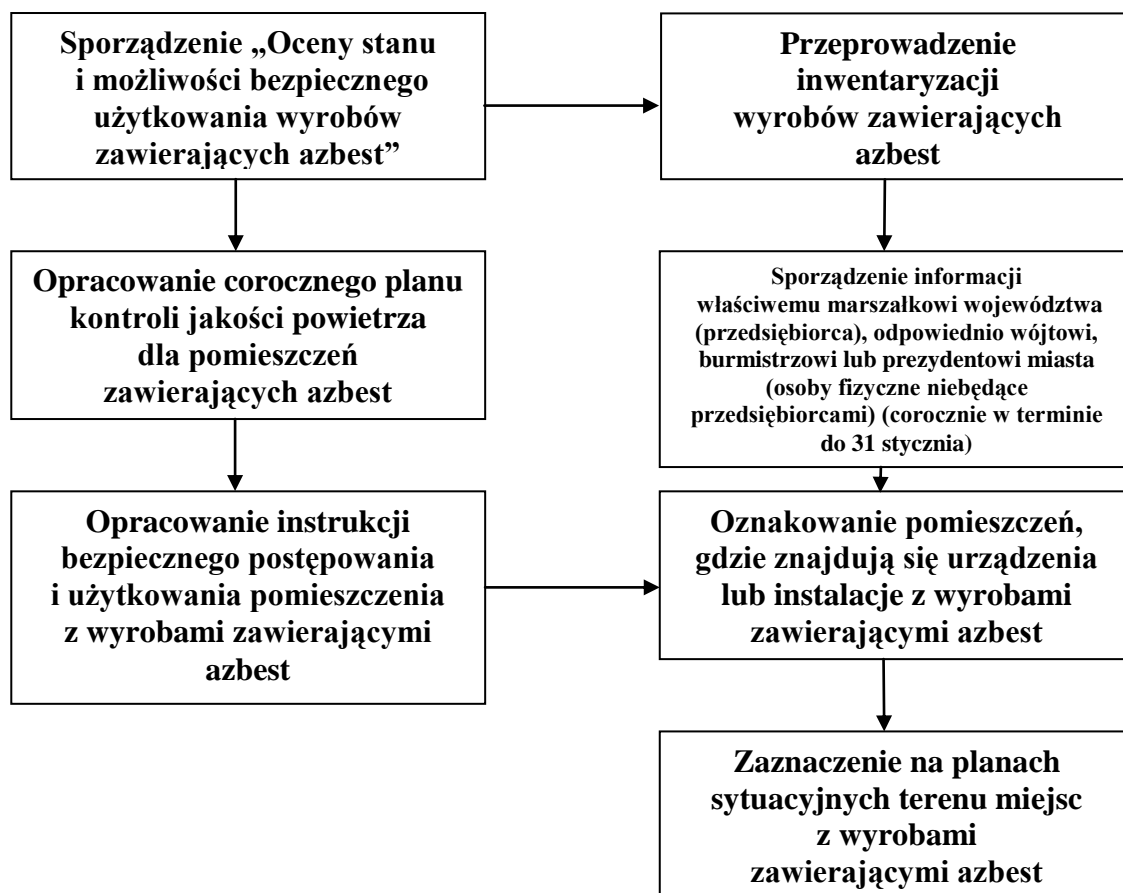 Sporządzenie „Oceny stanu
i możliwości bezpiecznego
użytkowania wyrobów
zawierających azbest”
Przeprowadzenie
inwentaryzacji
wyrobów zawierających
azbest
Opracowanie corocznego planu
kontroli jakości powietrza
dla pomieszczeń
zawierających azbest
Sporządzenie informacji
właściwemu marszałkowi województwa
(przedsiębiorca), odpowiednio wójtowi,
burmistrzowi lub prezydentowi miasta
(osoby fizyczne niebędące
przedsiębiorcami) (corocznie w terminie
do 31 stycznia)
Opracowanie instrukcji
bezpiecznego postępowania
i użytkowania pomieszczenia
z wyrobami zawierającymi
azbest
Oznakowanie pomieszczeń,
gdzie znajdują się urządzenia
lub instalacje z wyrobami
zawierającymi azbest
Zaznaczenie na planach
sytuacyjnych terenu miejsc
z wyrobami
zawierającymi azbest